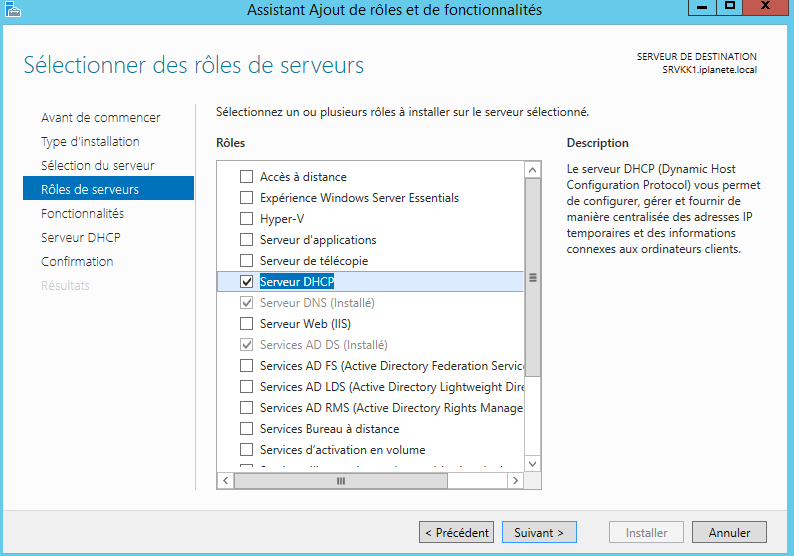 Assistant Ajout de rôles et de fonctionnalités
Sélectionner des rôles de serveurs
SERVEUR DE DESTINATION
SRVKK1.iplanete.local
Avant de commencer
Type d'installation
Sélection du serveur
Rôles de serveurs
Fonctionnalités
Serveur DHCP
Confirmation
Résultats
Sélectionnez un ou plusieurs rôles à installer sur le serveur sélectionné.
Rôles
Accès à distance
Expérience Windows Server Essentials
Hyper-V
Serveur d'applications
Serveur de télécopie
Serveur DHCP
Serveur DNS (Installé)
Serveur Web (IIS)
Services AD DS (Installé)
Services AD FS (Active Directory Federation Service
Services AD LDS (Active Directory Lightweight Dire
Services AD RMS (Active Directory Rights Manage
Services Bureau à distance
Services d'activation en volume
Description
Le serveur DHCP (Dynamic Host
Configuration Protocol) vous permet
de configurer, gérer et fournir de
manière centralisée des adresses IP
temporaires et des informations
connexes aux ordinateurs clients.
< Précédent
Suivant >
Installer
Annuler